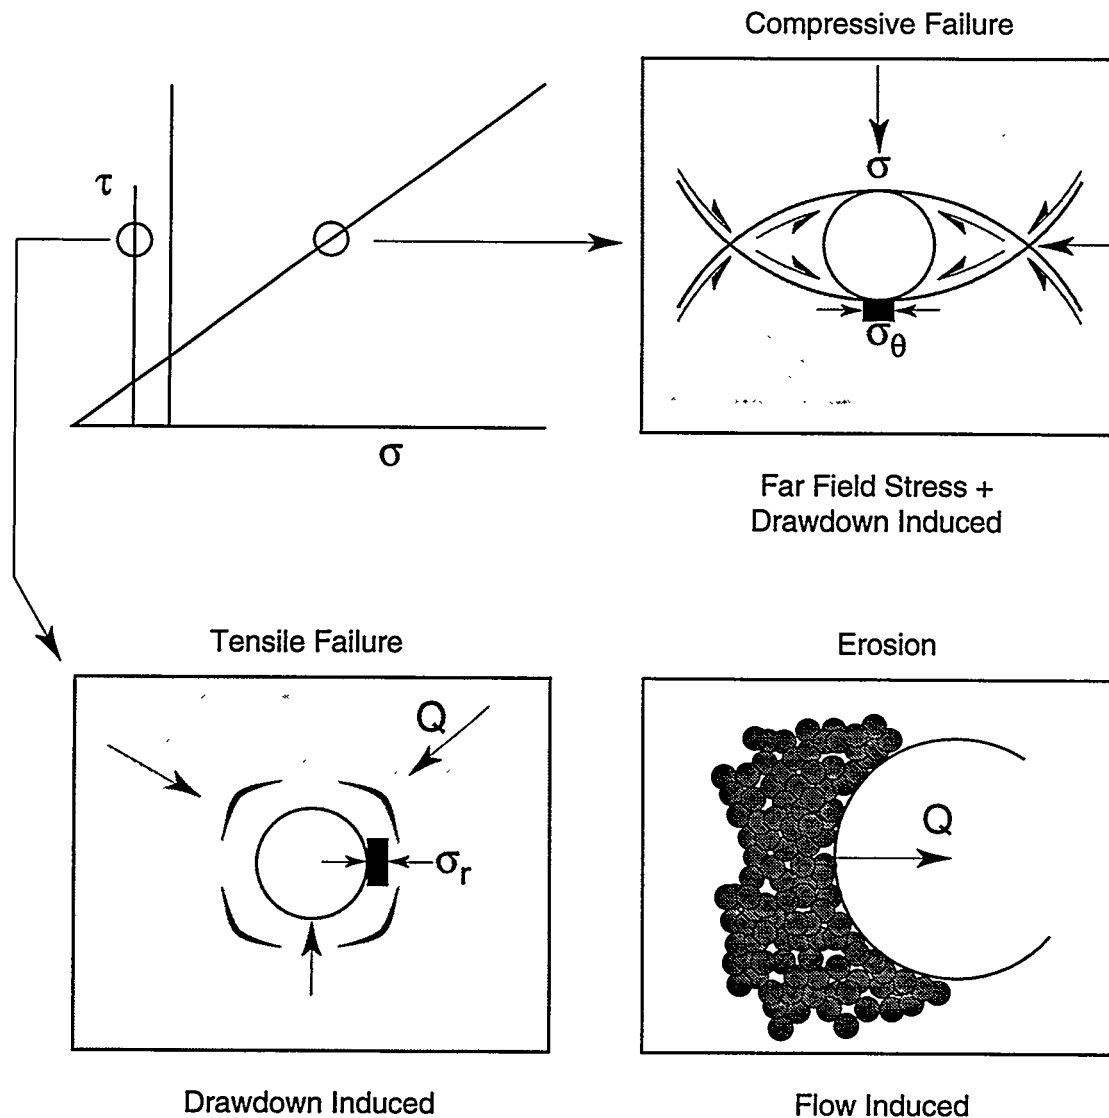 Compressive Failure
τ
σ
σ
σθ
Far Field Stress +
Drawdown Induced
Tensile Failure
Q
σr
Drawdown Induced
Erosion
Q
Flow Induced